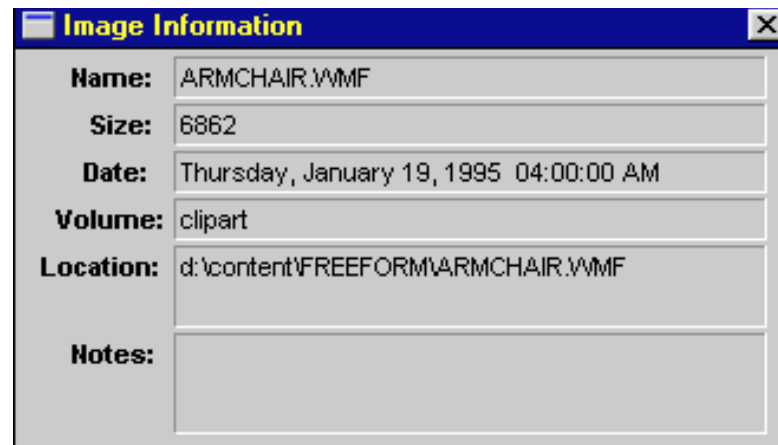 Image Information
Name: ARMCHAIR.WMF
Size: 6862
Date: Thursday, January 19, 1995  04:00:00 AM
Volume: clipart
Location: d:\content\FREEFORM\ARMCHAIR.WMF
Notes: